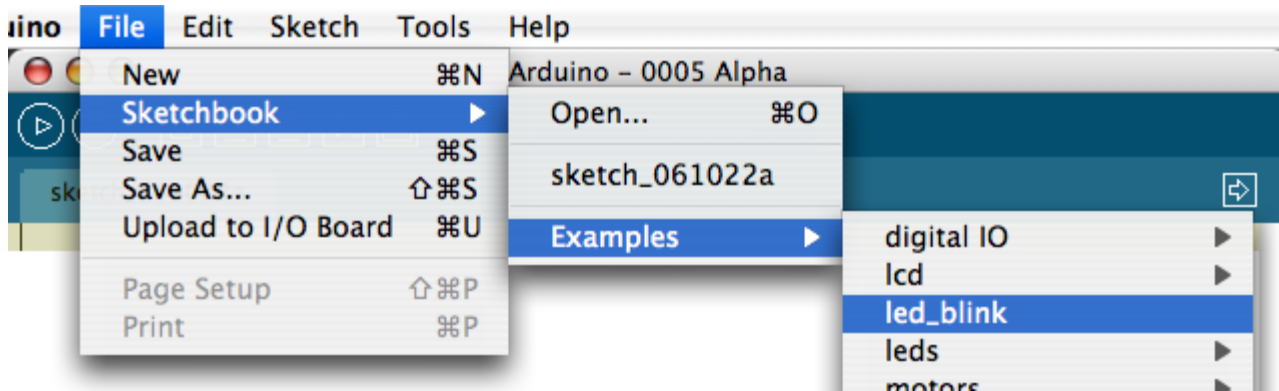 File Edit Sketch Tools Help
Arduino – 0005 Alpha
New ⌘N
Sketchbook
Save ⌘S
Save As... ⇧⌘S
Upload to I/O Board ⌘U
Page Setup ⇧⌘P
Print ⌘P
Open... ⌘O
sketch_061022a
Examples
digital IO
lcd
led_blink
leds
motors